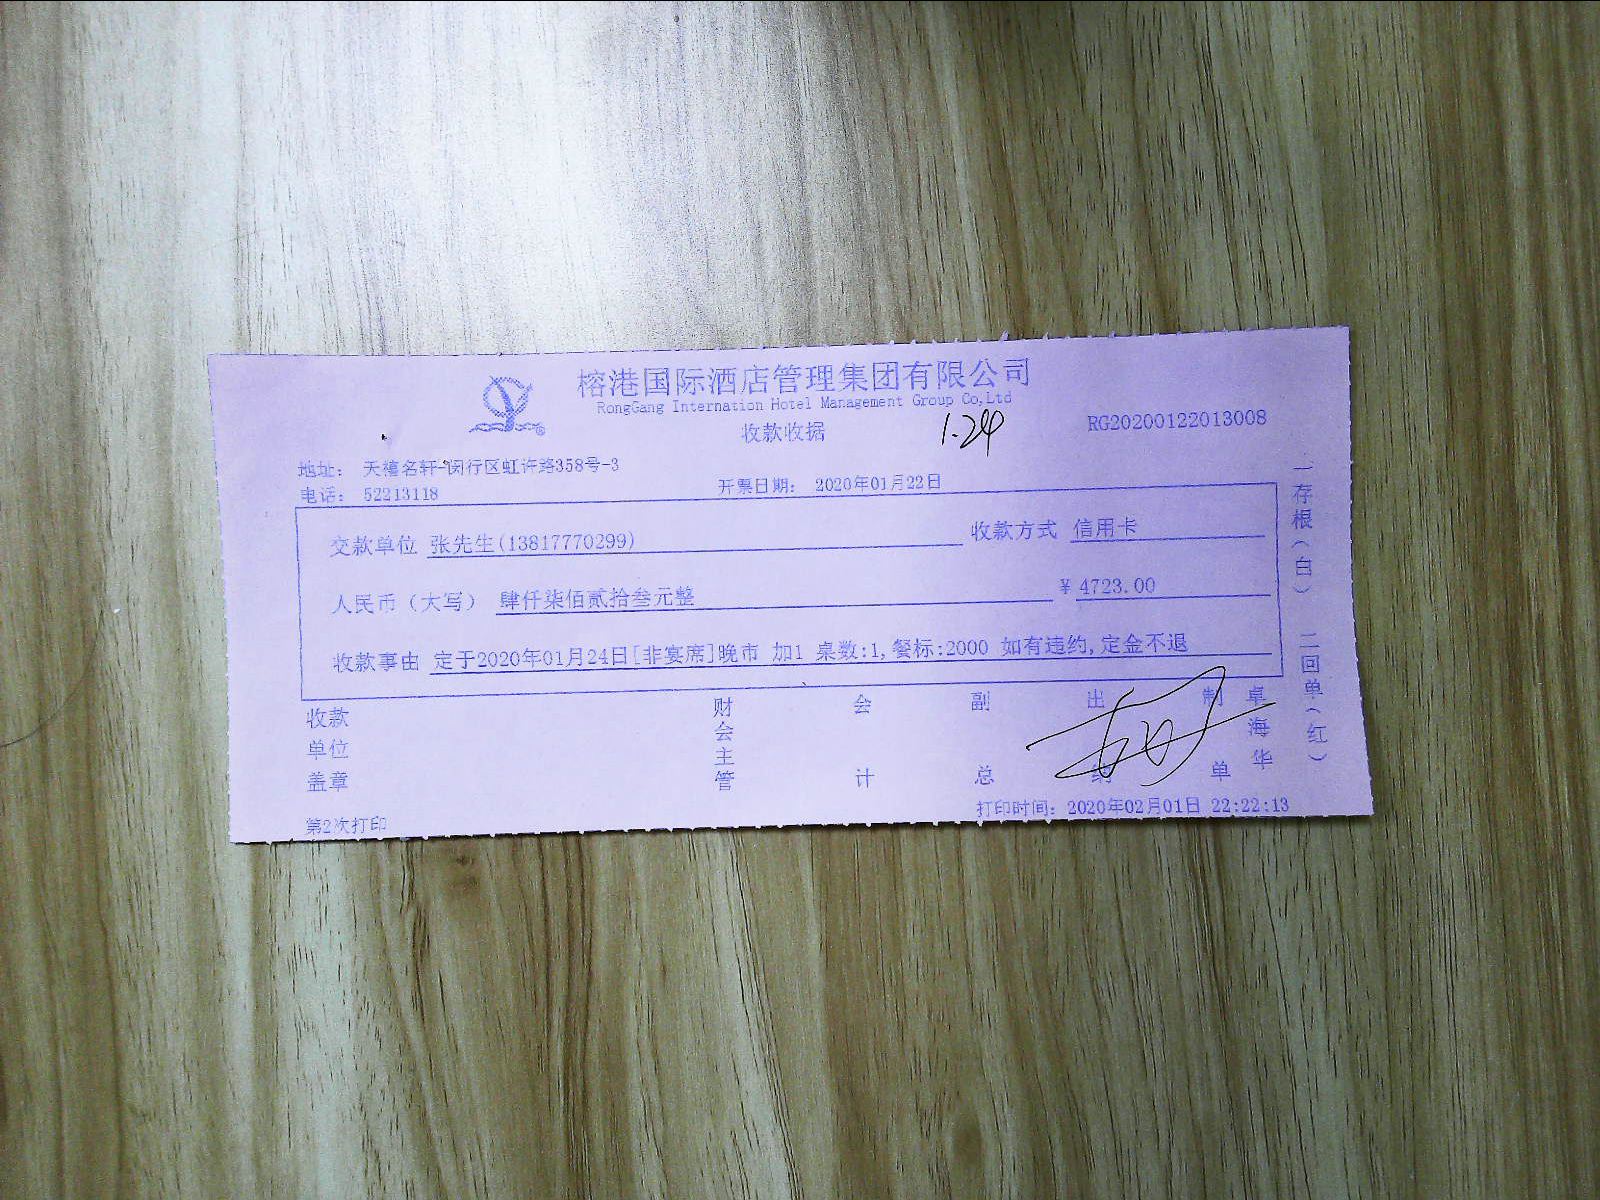 榕港国际酒店管理集团有限公司
RongGang Internation Hotel Management Group Co,Ltd
收款收据
1-24
RG20200122013008
地址： 天禧名轩-闵行区虹许路358号-3
电话： 52213118
开票日期： 2020年01月22日
交款单位 张先生(13817770299) 收款方式 信用卡
人民币（大写） 肆仟柒佰贰拾叁元整 ¥ 4723.00
收款事由 定于2020年01月24日[非宴席]晚市 加1 桌数:1,餐标:2000 如有违约,定金不退
收款单位盖章
财会主管
会计
副总
出纳
制单
卓海华
一存根（白） 二回单（红）
第2次打印
打印时间： 2020年02月01日 22:22:13